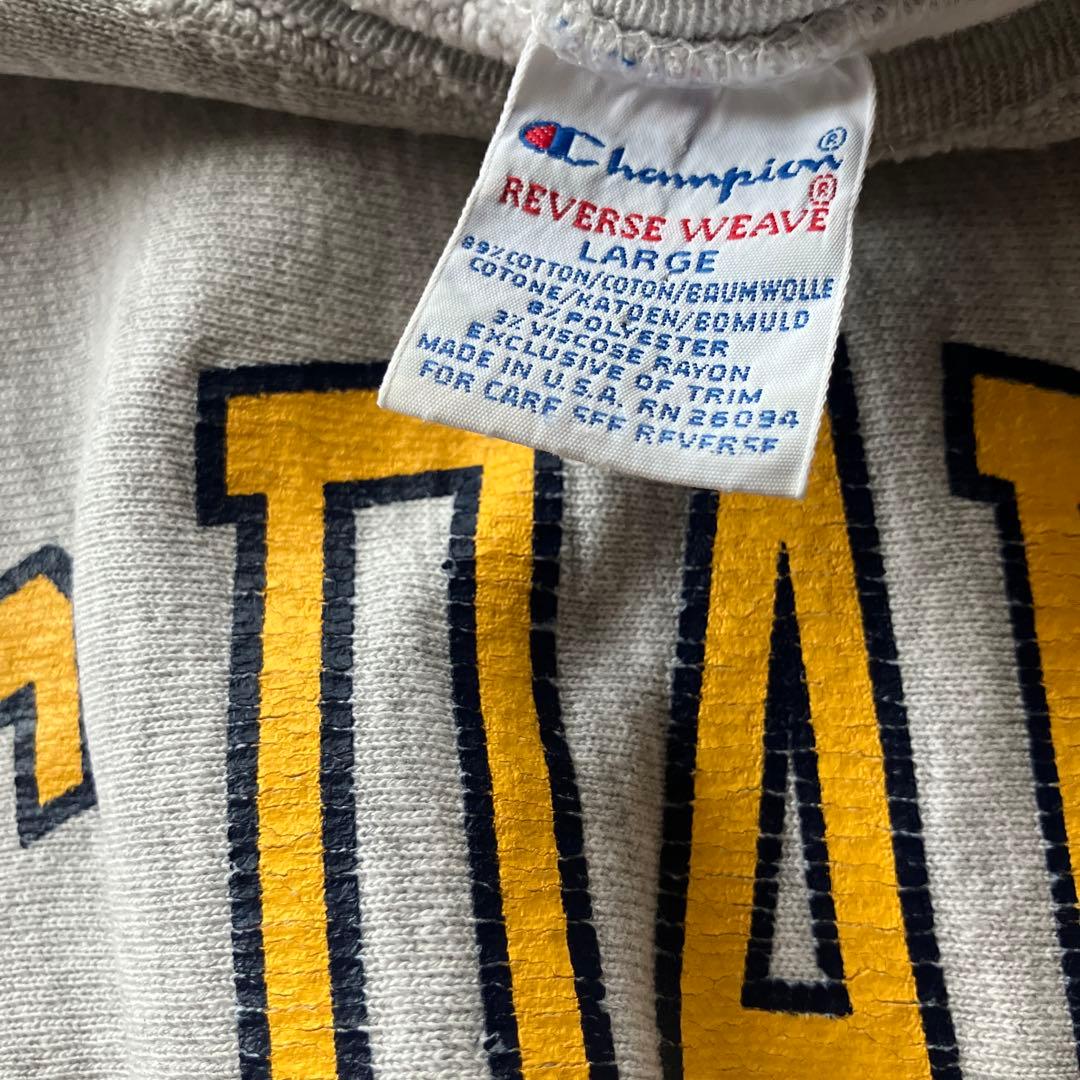 Champion®
REVERSE WEAVE®
LARGE
89% COTTON/COTON/BAUMWOLLE
COTONE/KATOEN/BOMULD
8% POLYESTER
3% VISCOSE RAYON
EXCLUSIVE OF TRIM
MADE IN U.S.A. RN 26094
FOR CARE SEE REVERSE